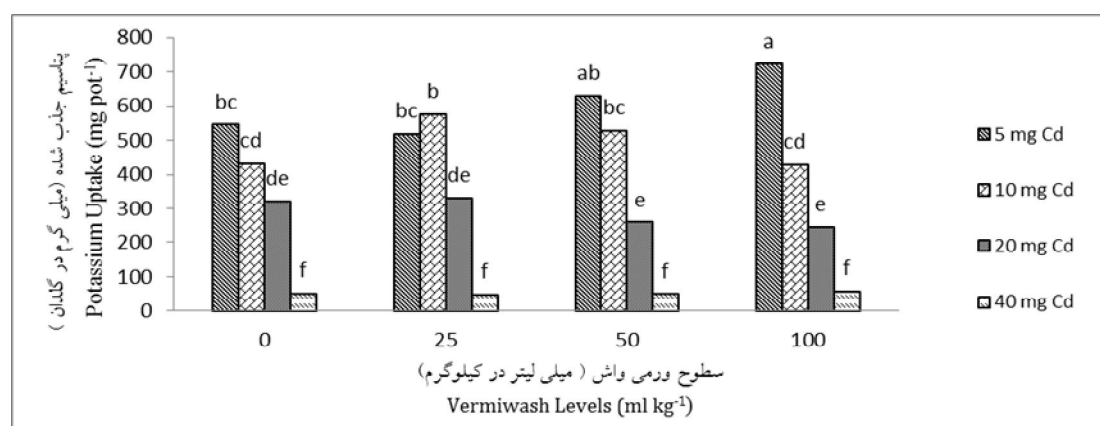 پتاسیم جذب شده (میلی گرم در گلدان )
Potassium Uptake (mg pot⁻¹)
800
700
600
500
400
300
200
100
0
bc
cd
de
f
bc
b
de
f
ab
bc
e
f
a
cd
e
f
0
25
50
100
سطوح ورمی واش ( میلی لیتر در کیلوگرم)
Vermiwash Levels (ml kg⁻¹)
5 mg Cd
10 mg Cd
20 mg Cd
40 mg Cd